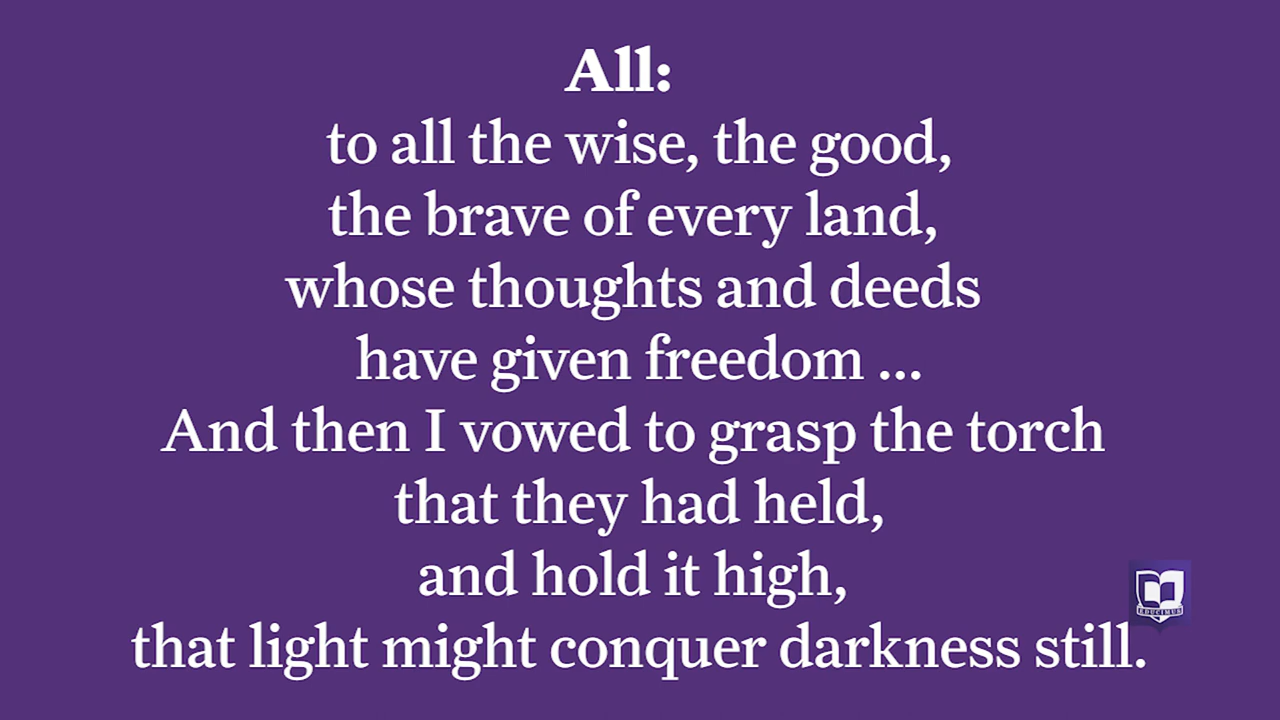 All:
to all the wise, the good,
the brave of every land,
whose thoughts and deeds
have given freedom ...
And then I vowed to grasp the torch
that they had held,
and hold it high,
that light might conquer darkness still.
EDUCIMUS